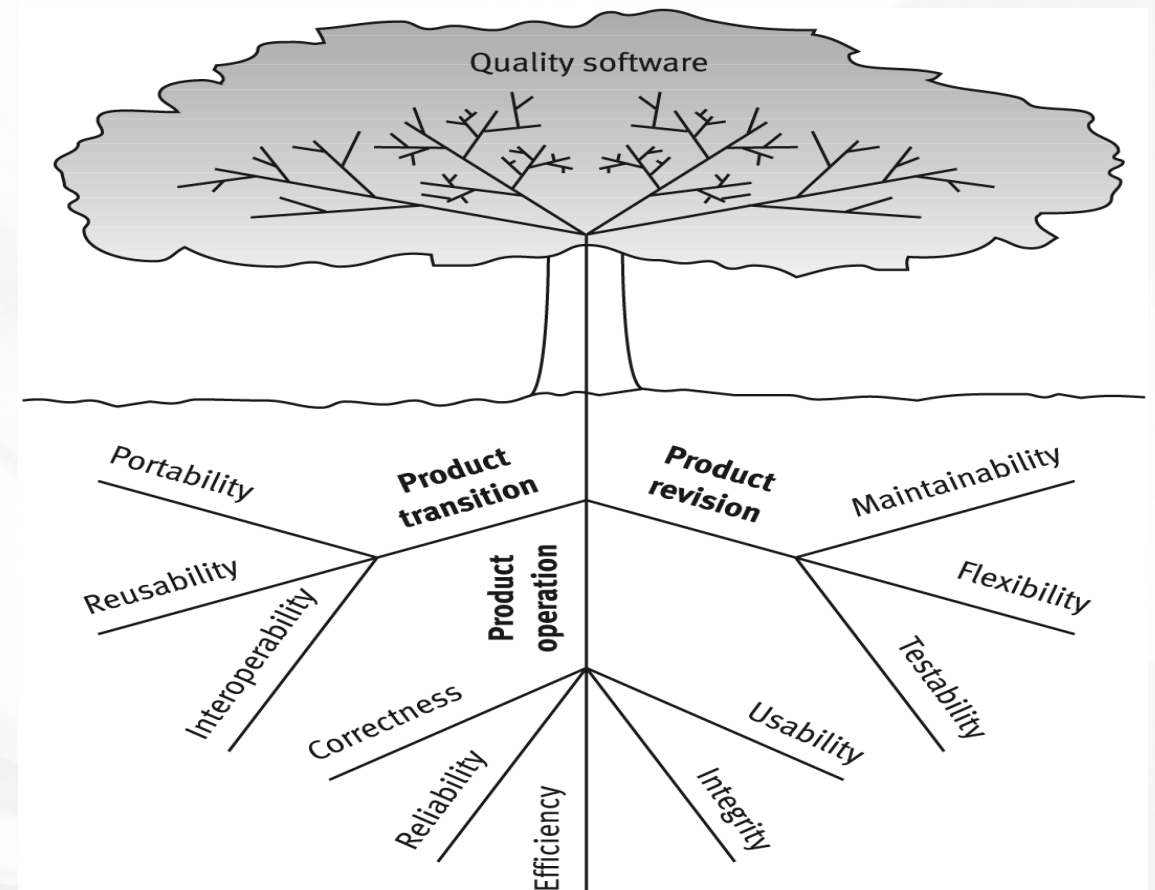 Quality software
Product
transition
Product
revision
Portability
Reusability
Interoperability
Maintainability
Flexibility
Testability
Product
operation
Correctness
Reliability
Efficiency
Integrity
Usability